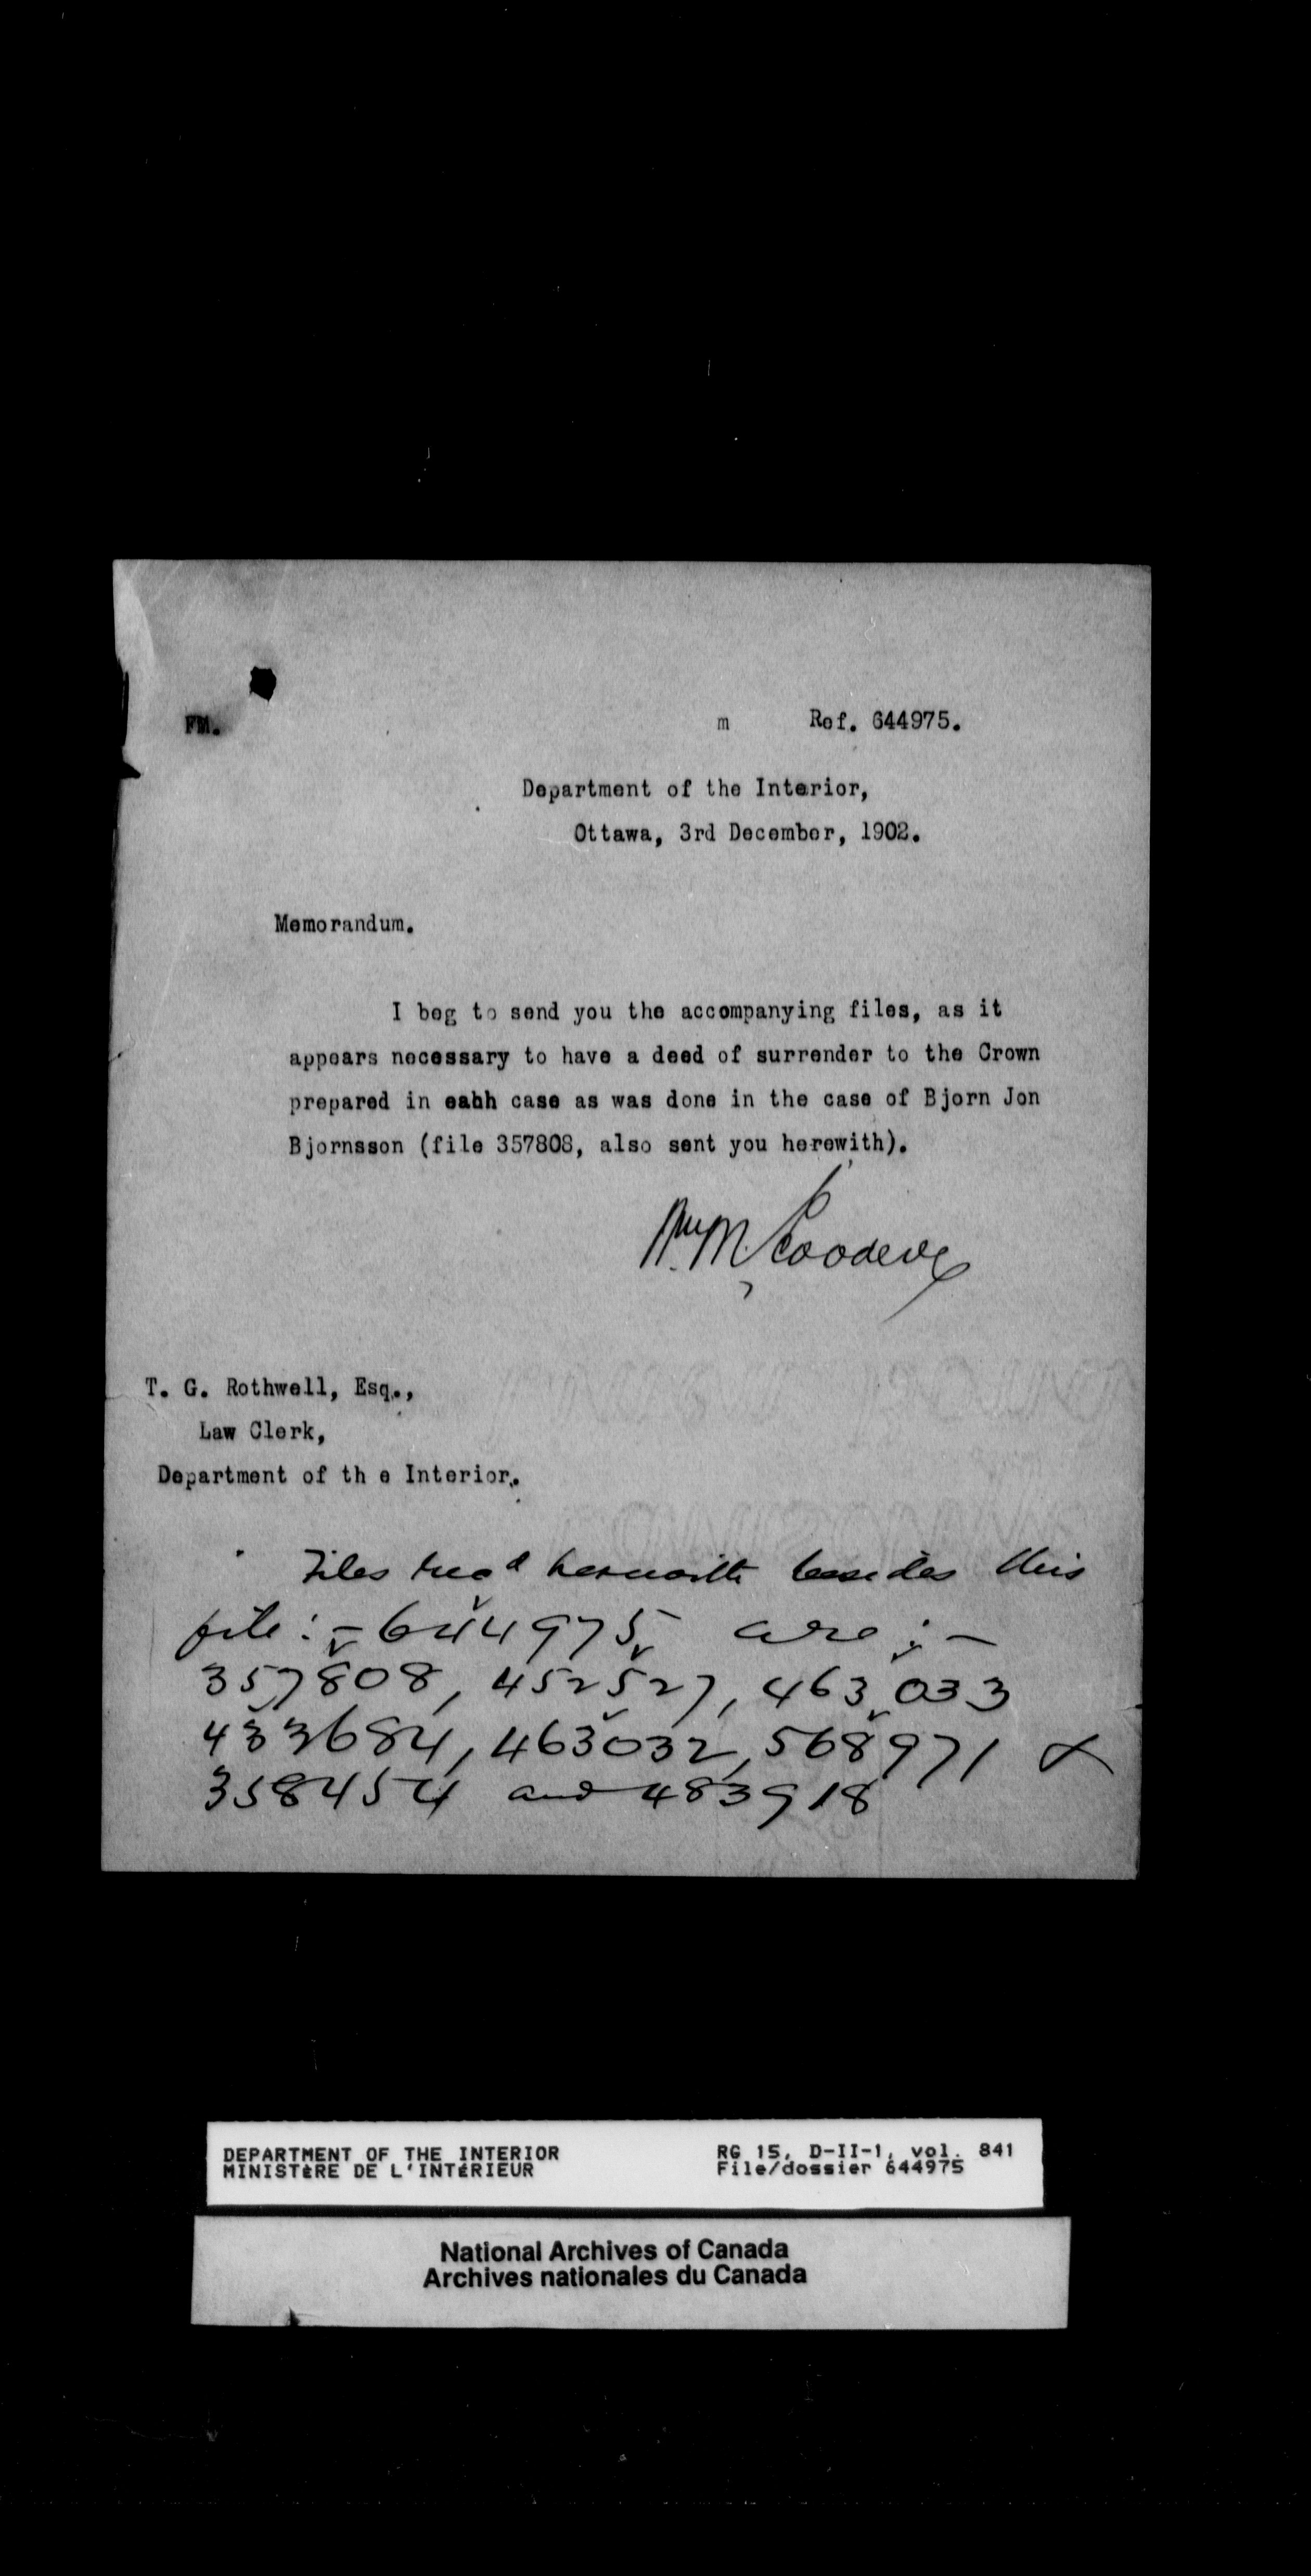 FM.
m Ref. 644975.
Department of the Interior,
Ottawa, 3rd December, 1902.
Memorandum.
I beg to send you the accompanying files, as it
appears necessary to have a deed of surrender to the Crown
prepared in eahh case as was done in the case of Bjorn Jon
Bjornsson (file 357808, also sent you herewith).
Wm M. Goodeve
T. G. Rothwell, Esq.,
Law Clerk,
Department of th e Interior.
Files recd herewith besides this
file :- 644975 are :-
357808, 452527, 463033
433684, 463032, 568971 &
358454 and 483918
DEPARTMENT OF THE INTERIOR RG 15, D-II-1, vol. 841
MINISTÈRE DE L'INTÉRIEUR File/dossier 644975
National Archives of Canada
Archives nationales du Canada